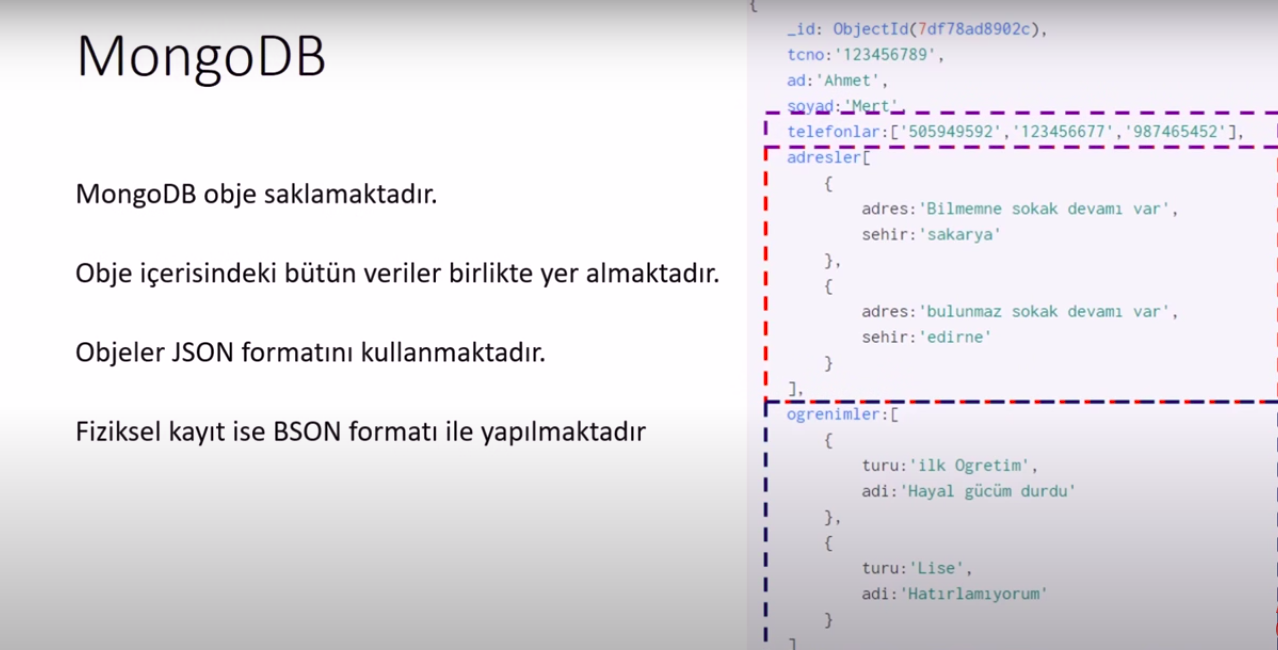 MongoDB
MongoDB obje saklamaktadır.
Obje içerisindeki bütün veriler birlikte yer almaktadır.
Objeler JSON formatını kullanmaktadır.
Fiziksel kayıt ise BSON formatı ile yapılmaktadır
{
_id: ObjectId(7df78ad8902c),
tcno:'123456789',
ad:'Ahmet',
soyad:'Mert',
telefonlar:['505949592','123456677','987465452'],
adresler[
{
adres:'Bilmemne sokak devamı var',
sehir:'sakarya'
},
{
adres:'bulunmaz sokak devamı var',
sehir:'edirne'
}
],
ogrenimler:[
{
turu:'ilk Ogretim',
adi:'Hayal gücüm durdu'
},
{
turu:'Lise',
adi:'Hatırlamıyorum'
}
]